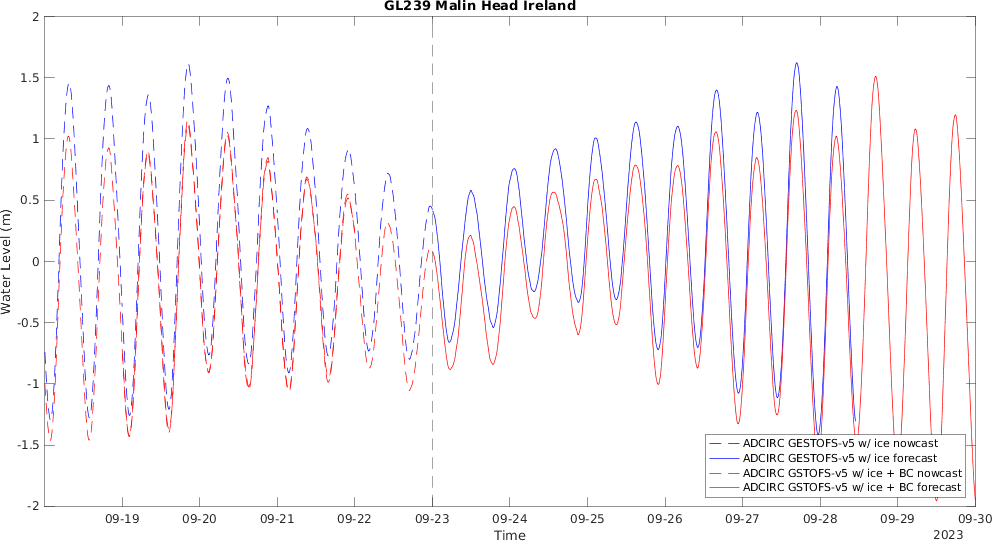 GL239 Malin Head Ireland
2
1.5
1
0.5
0
-0.5
-1
-1.5
-2
Water Level (m)
ADCIRC GESTOFS-v5 w/ ice nowcast
ADCIRC GESTOFS-v5 w/ ice forecast
ADCIRC GSTOFS-v5 w/ ice + BC nowcast
ADCIRC GSTOFS-v5 w/ ice + BC forecast
09-19 09-20 09-21 09-22 09-23 09-24 09-25 09-26 09-27 09-28 09-29 09-30
Time
2023